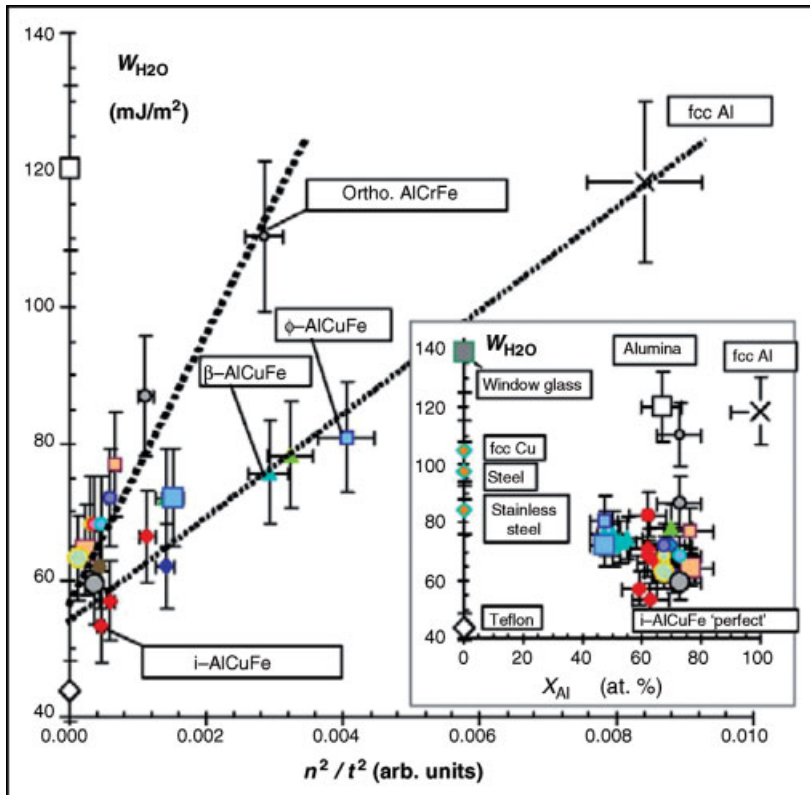 140
120
100
80
60
40
W_H2O
(mJ/m²)
fcc Al
Ortho. AlCrFe
ϕ–AlCuFe
β–AlCuFe
i–AlCuFe
0.000
0.002
0.004
0.006
0.008
0.010
n² / t² (arb. units)
W_H2O
140
120
100
80
60
40
Window glass
Alumina
fcc Al
fcc Cu
Steel
Stainless
steel
Teflon
i–AlCuFe 'perfect'
0
20
40
60
80
100
X_Al (at. %)